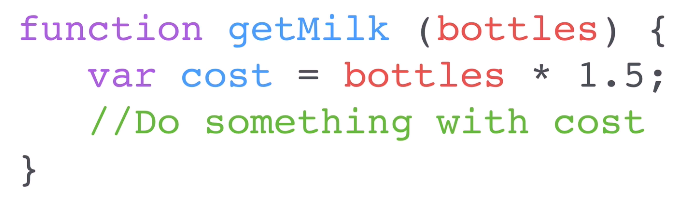 function getMilk (bottles) {
var cost = bottles * 1.5;
//Do something with cost
}